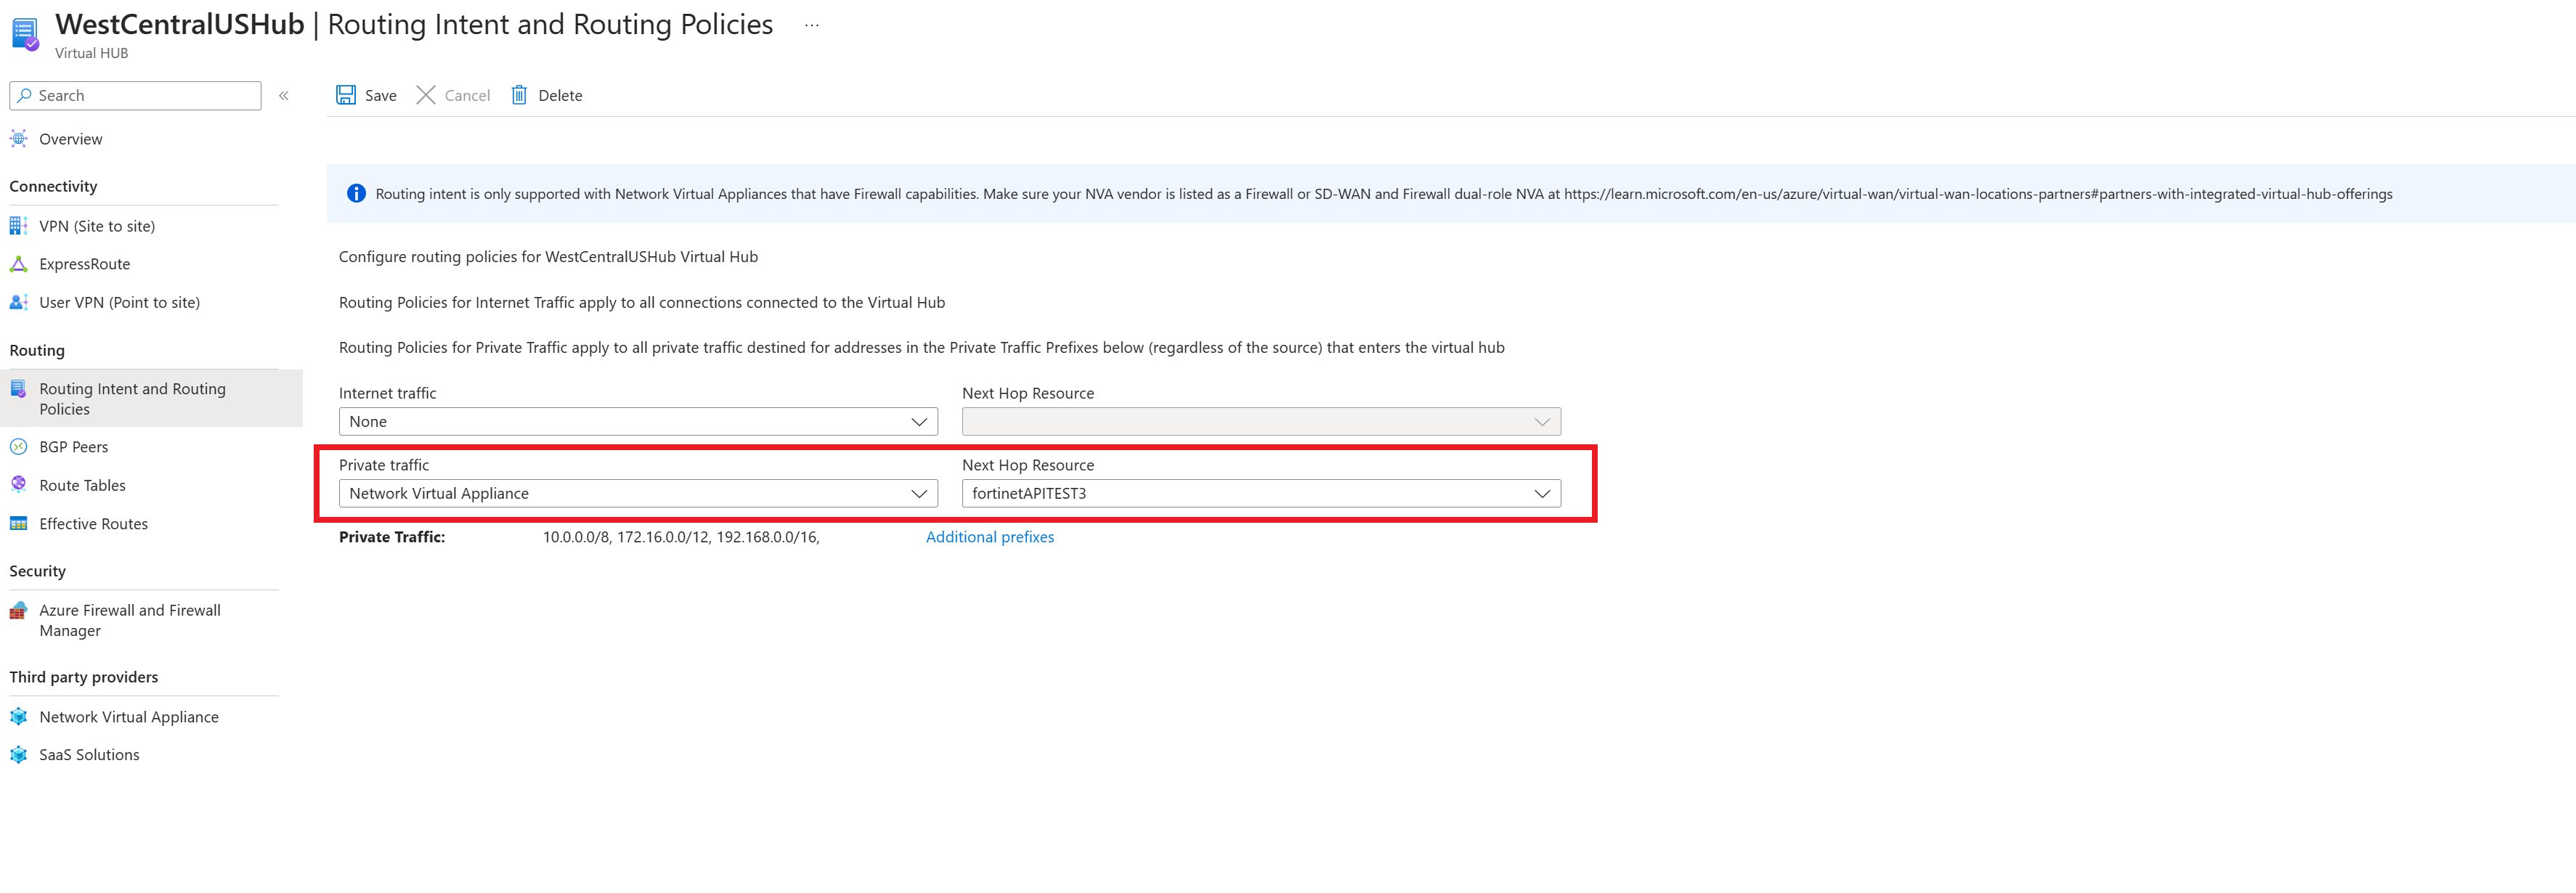 WestCentralUSHub | Routing Intent and Routing Policies ...
Virtual HUB
Search
«
Save
Cancel
Delete
Overview
Connectivity
VPN (Site to site)
ExpressRoute
User VPN (Point to site)
Routing
Routing Intent and Routing
Policies
BGP Peers
Route Tables
Effective Routes
Security
Azure Firewall and Firewall
Manager
Third party providers
Network Virtual Appliance
SaaS Solutions
Routing intent is only supported with Network Virtual Appliances that have Firewall capabilities. Make sure your NVA vendor is listed as a Firewall or SD-WAN and Firewall dual-role NVA at https://learn.microsoft.com/en-us/azure/virtual-wan/virtual-wan-locations-partners#partners-with-integrated-virtual-hub-offerings
Configure routing policies for WestCentralUSHub Virtual Hub
Routing Policies for Internet Traffic apply to all connections connected to the Virtual Hub
Routing Policies for Private Traffic apply to all private traffic destined for addresses in the Private Traffic Prefixes below (regardless of the source) that enters the virtual hub
Internet traffic
None
Next Hop Resource
Private traffic
Network Virtual Appliance
Next Hop Resource
fortinetAPITEST3
Private Traffic: 10.0.0.0/8, 172.16.0.0/12, 192.168.0.0/16, Additional prefixes